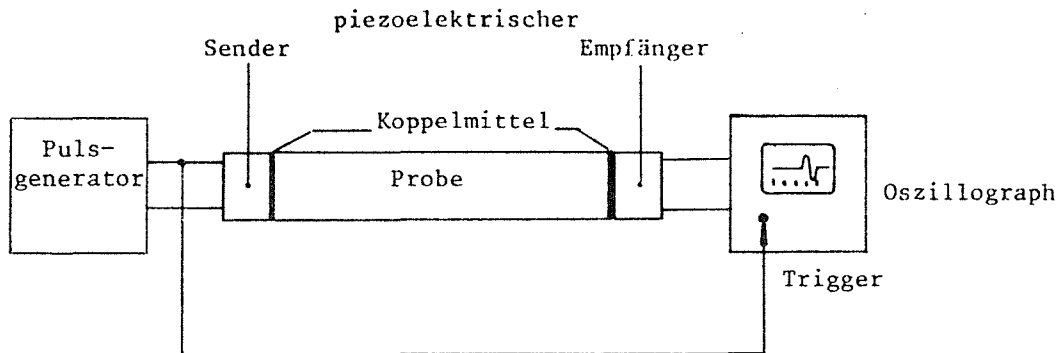 piezoelektrischer
Sender
Empfänger
Koppelmittel
Puls-
generator
Probe
Oszillograph
Trigger